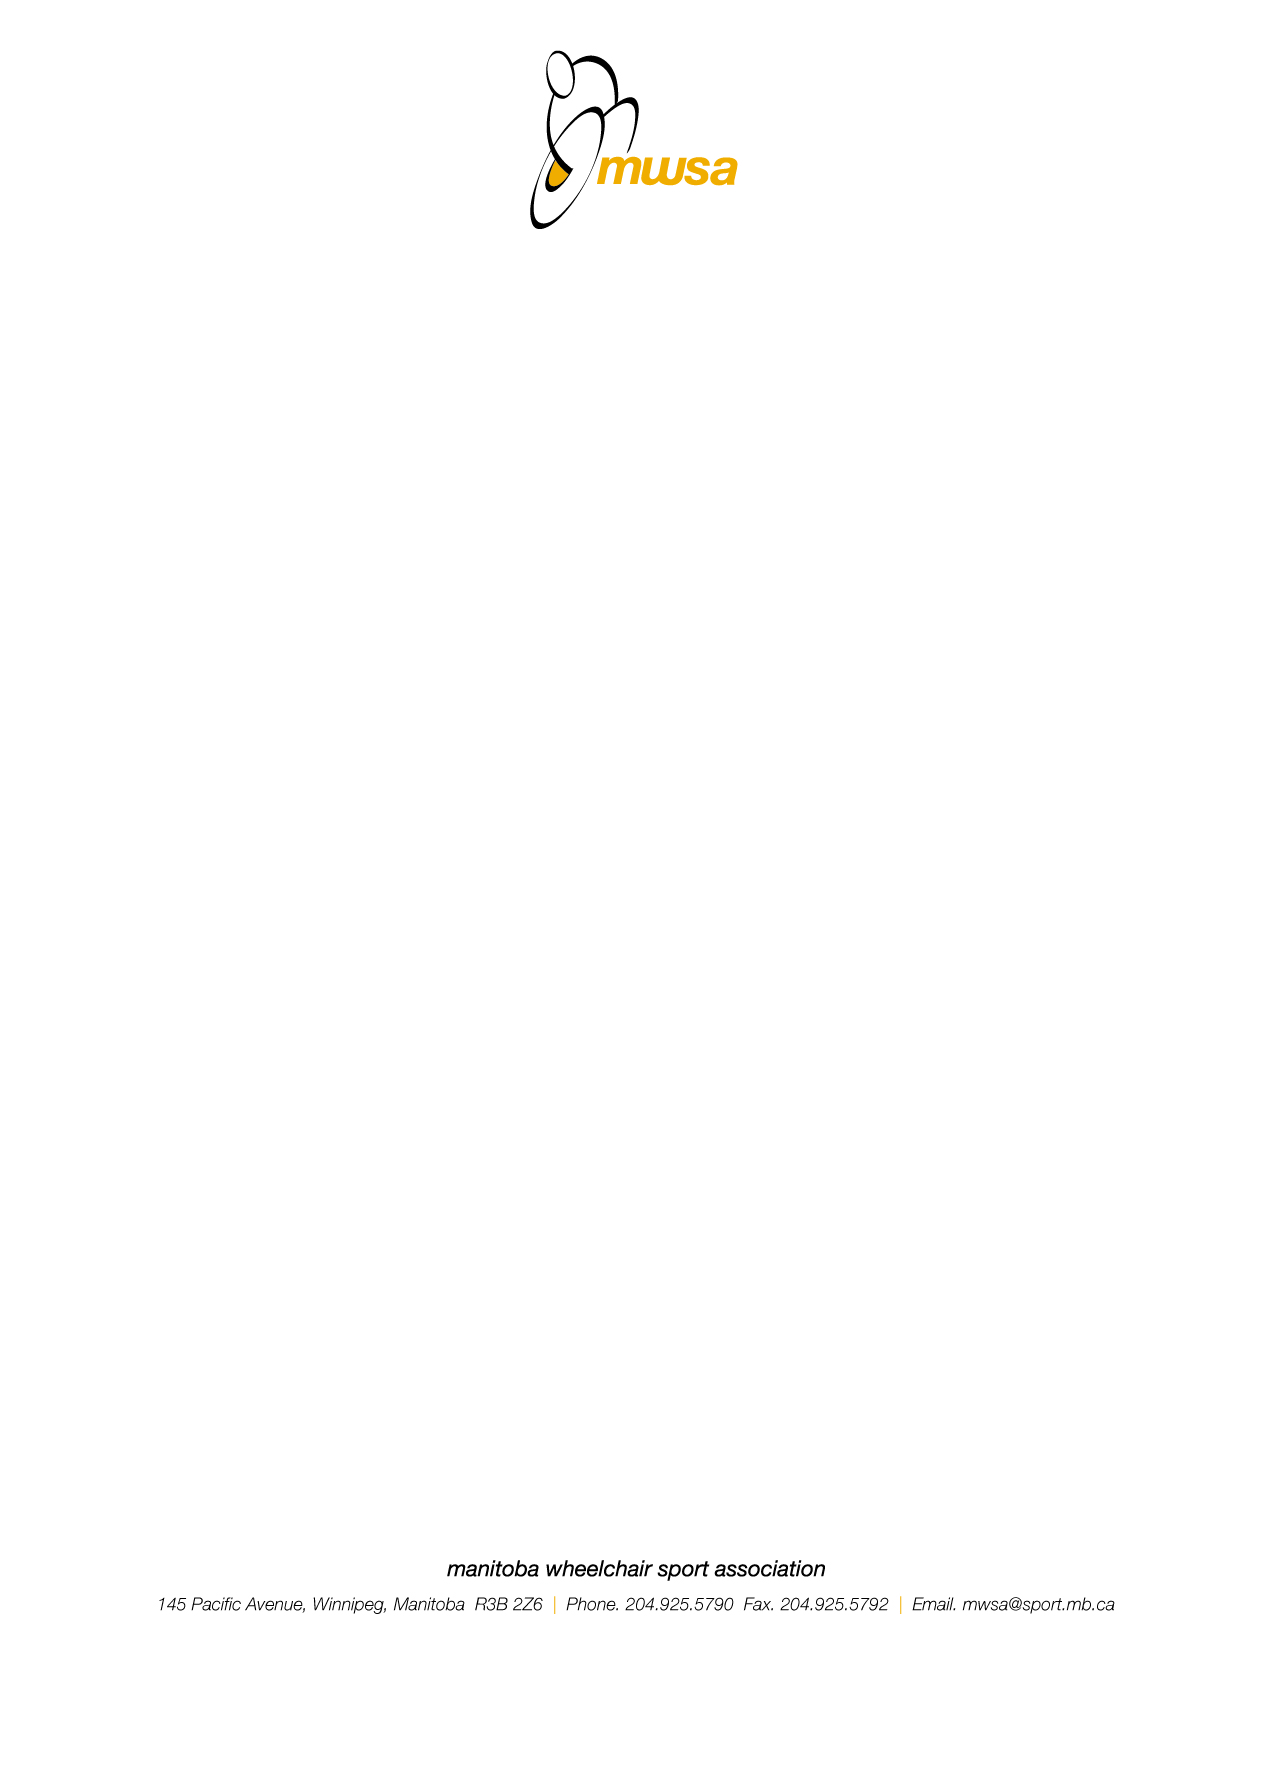 mwsa
manitoba wheelchair sport association
145 Pacific Avenue, Winnipeg, Manitoba  R3B 2Z6 | Phone. 204.925.5790  Fax. 204.925.5792 | Email. mwsa@sport.mb.ca